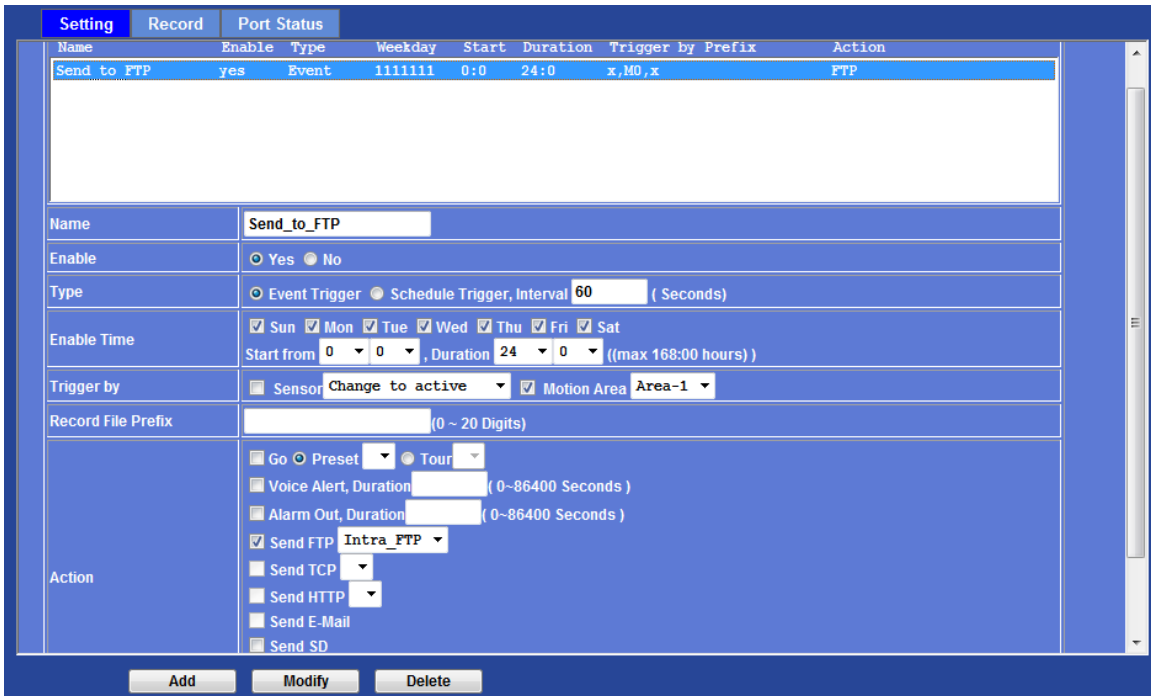 Setting Record Port Status
Name Enable Type Weekday Start Duration Trigger by Prefix Action
Send to FTP yes Event 1111111 0:0 24:0 x,M0,x FTP
Name Send_to_FTP
Enable Yes No
Type Event Trigger Schedule Trigger, Interval 60 ( Seconds)
Enable Time Sun Mon Tue Wed Thu Fri Sat
Start from 0 0 , Duration 24 0 ((max 168:00 hours) )
Trigger by Sensor Change to active Motion Area Area-1
Record File Prefix (0 ~ 20 Digits)
Action
Go Preset Tour
Voice Alert, Duration ( 0~86400 Seconds )
Alarm Out, Duration ( 0~86400 Seconds )
Send FTP Intra_FTP
Send TCP
Send HTTP
Send E-Mail
Send SD
Add Modify Delete